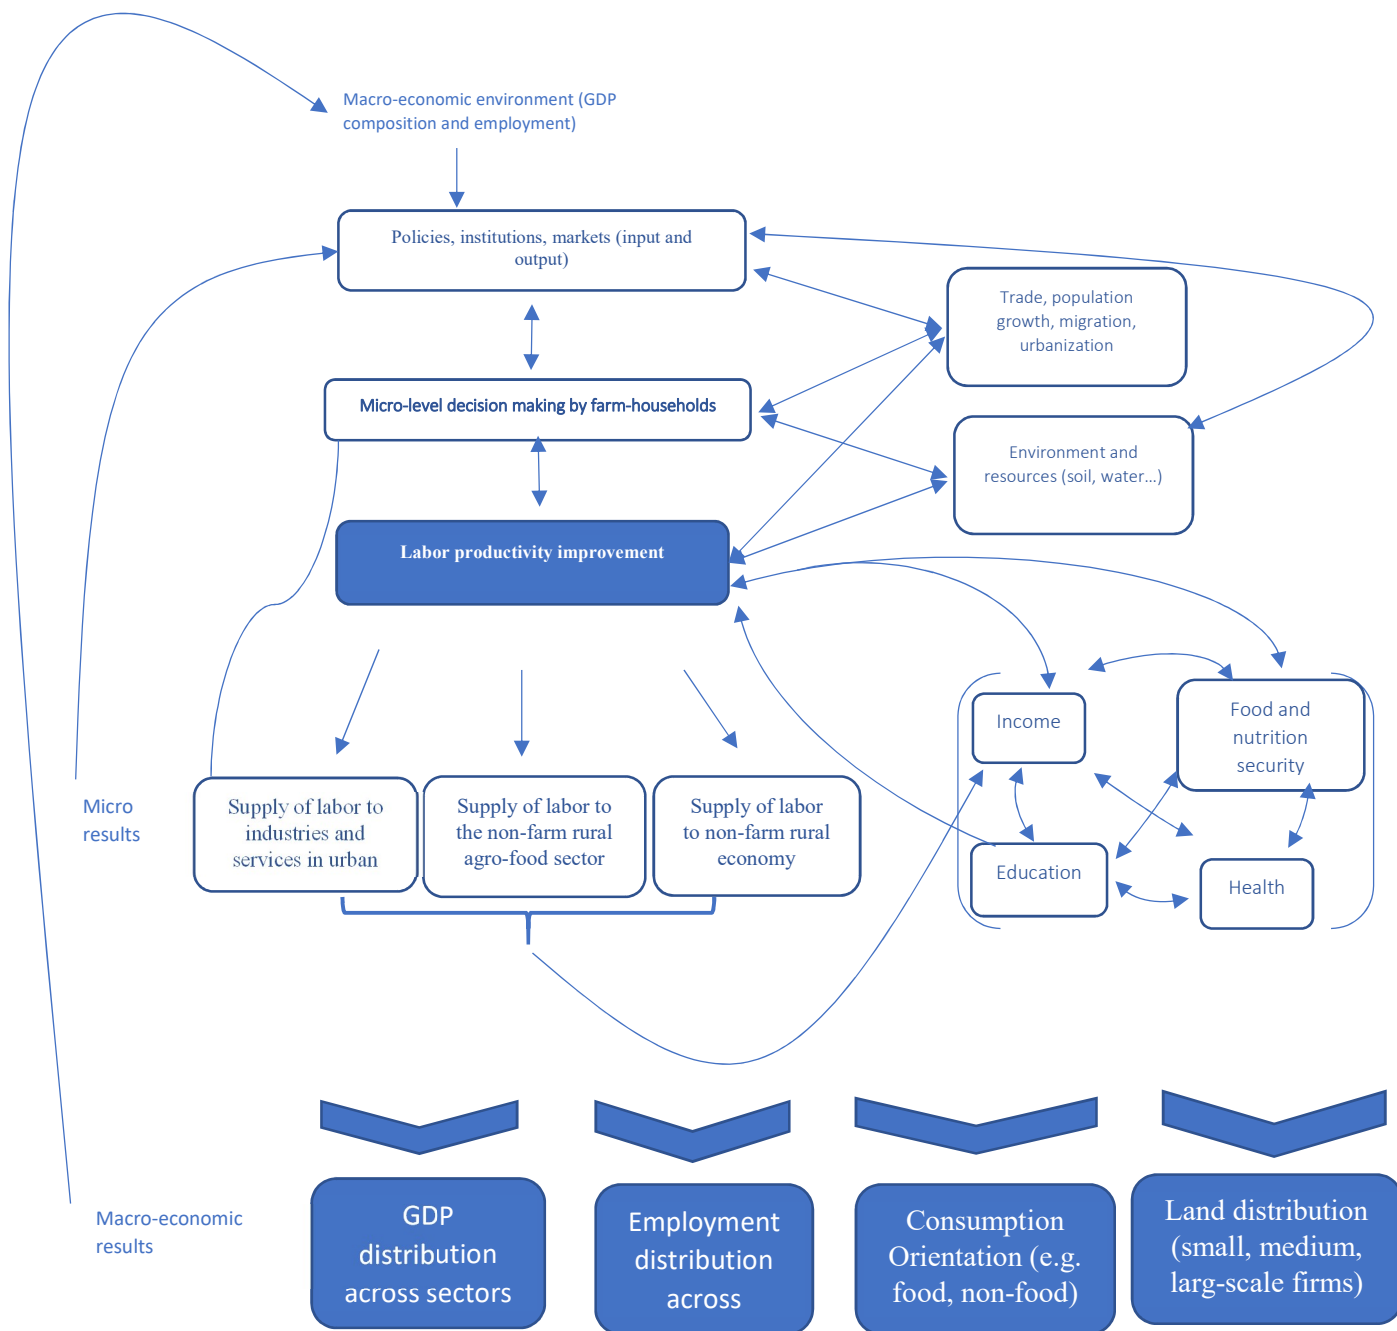 Macro-economic environment (GDP
composition and employment)
Policies, institutions, markets (input and
output)
Trade, population
growth, migration,
urbanization
Micro-level decision making by farm-households
Environment and
resources (soil, water...)
Labor productivity improvement
Income
Food and
nutrition
security
Micro
results
Supply of labor to
industries and
services in urban
Supply of labor to
the non-farm rural
agro-food sector
Supply of labor
to non-farm rural
economy
Education
Health
Macro-economic
results
GDP
distribution
across sectors
Employment
distribution
across
Consumption
Orientation (e.g.
food, non-food)
Land distribution
(small, medium,
larg-scale firms)